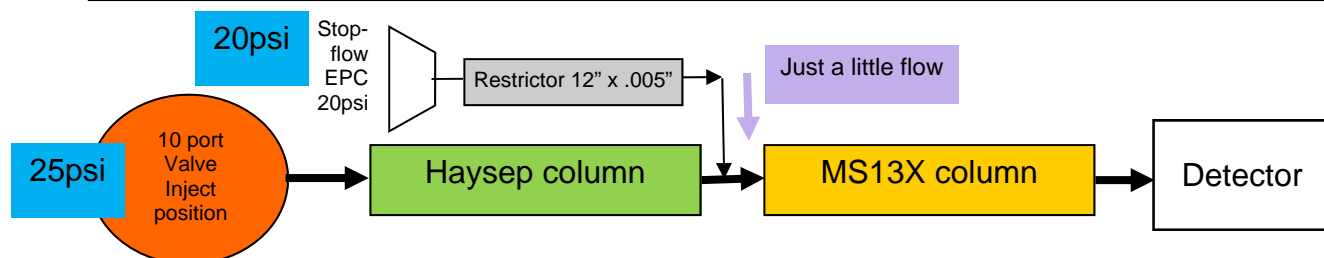 20psi
Stop-
flow
EPC
20psi
Restrictor 12” x .005”
Just a little flow
25psi
10 port
Valve
Inject
position
Haysep column
MS13X column
Detector